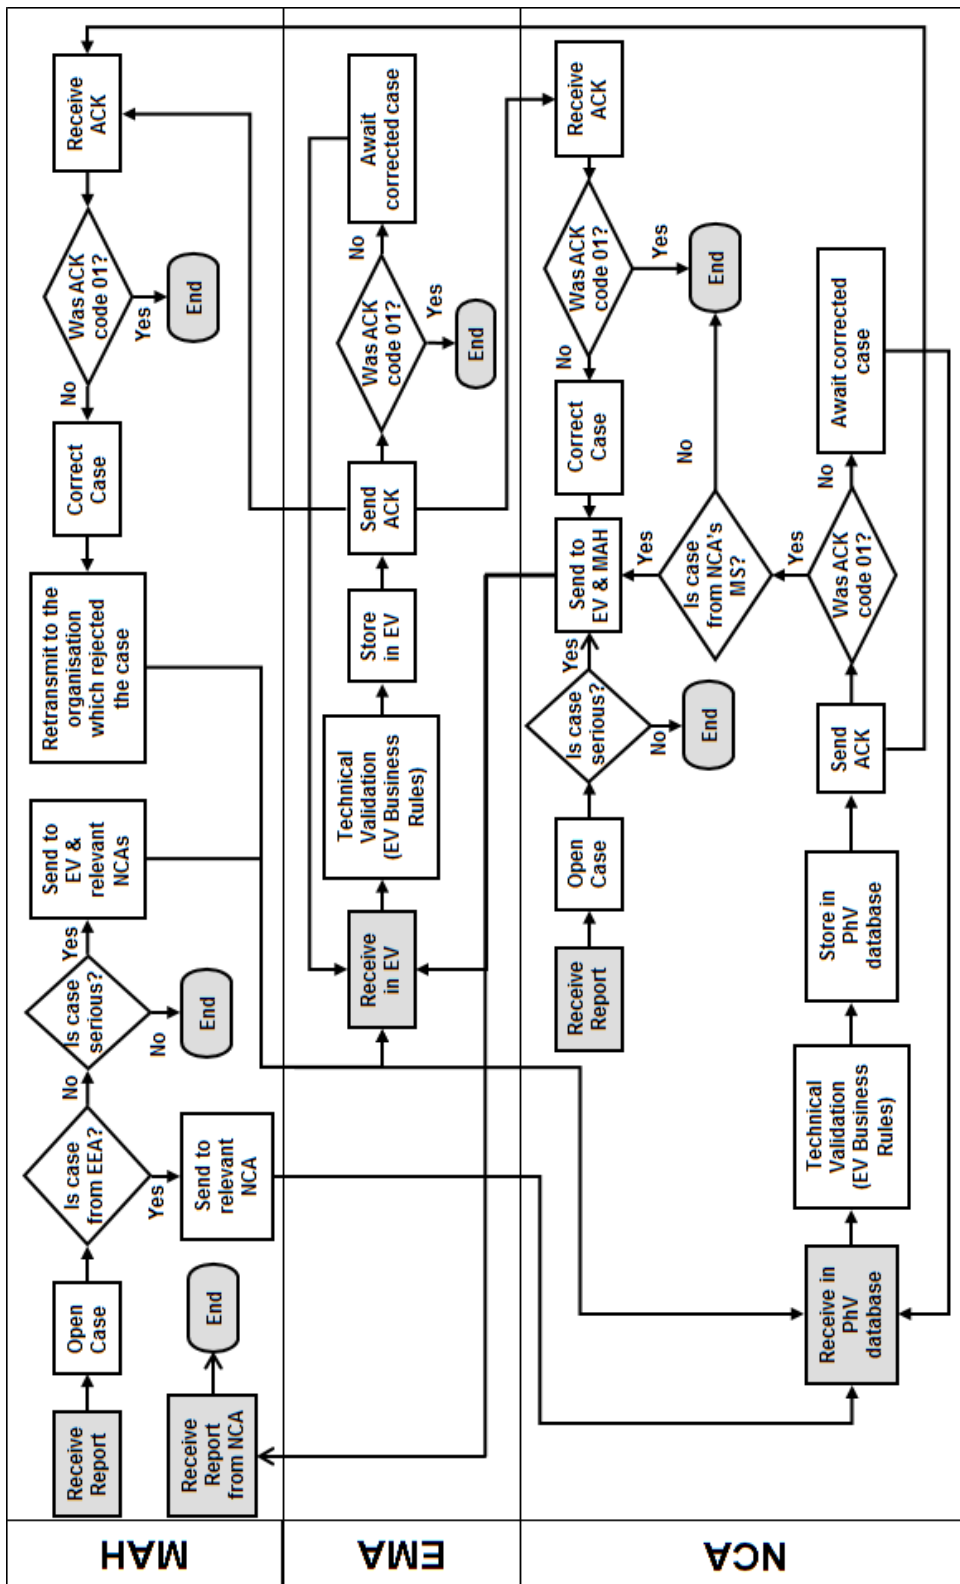 MAH
Receive
Report
Open
Case
Is case
from EEA?
No
Yes
Is case
serious?
Yes
No
End
Send to
EV &
relevant
NCAs
Retransmit to the
organisation
which rejected
the case
Correct
Case
No
Was ACK
code 01?
Yes
End
Receive
ACK
Send to
relevant
NCA
Receive
Report
from NCA
End
EMA
Receive
in EV
Technical
Validation
(EV Business
Rules)
Store
in EV
Send
ACK
Was ACK
code 01?
No
Yes
End
Await
corrected case
NCA
Receive
Report
Open
Case
Is case
serious?
Yes
No
End
Send to
EV & MAH
Correct
Case
No
Was ACK
code 01?
Yes
End
Receive
ACK
Yes
Is case
from NCA's
MS?
No
Yes
Receive in
PhV
database
Technical
Validation
(EV Business
Rules)
Store in
PhV
database
Send
ACK
Was ACK
code 01?
No
Await corrected
case